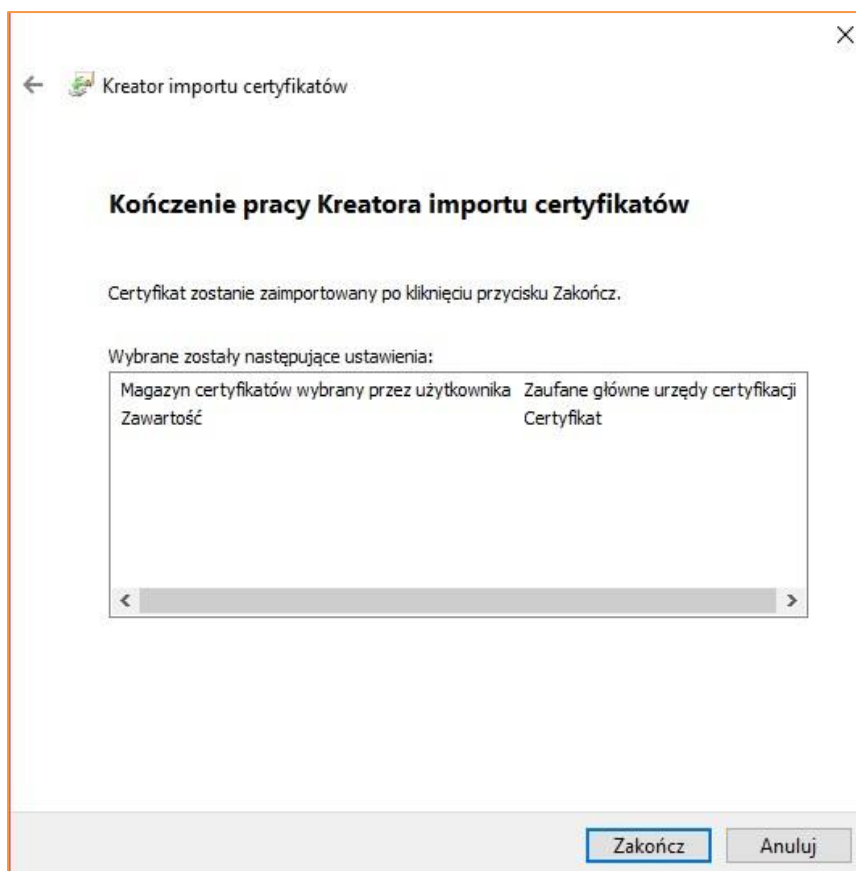 Kreator importu certyfikatów
Kończenie pracy Kreatora importu certyfikatów
Certyfikat zostanie zaimportowany po kliknięciu przycisku Zakończ.
Wybrane zostały następujące ustawienia:
Magazyn certyfikatów wybrany przez użytkownika Zaufane główne urzędy certyfikacji
Zawartość Certyfikat
Zakończ Anuluj